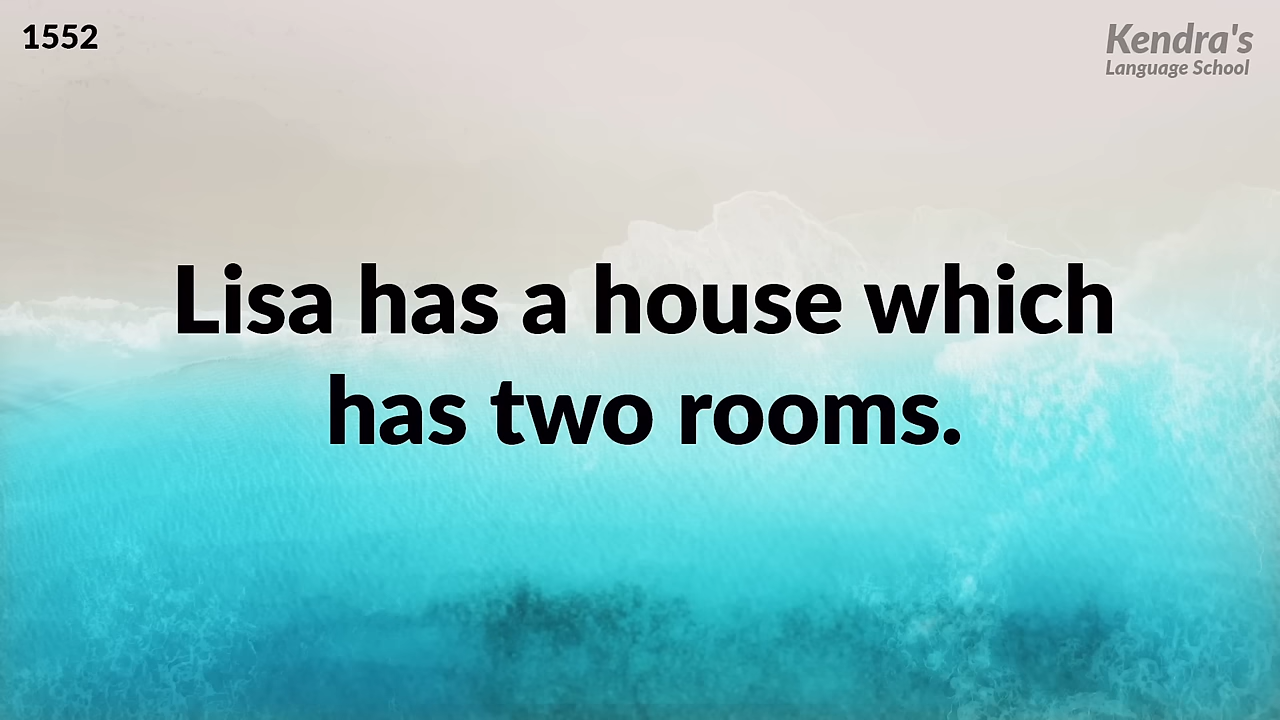 1552
Kendra's
Language School
Lisa has a house which
has two rooms.